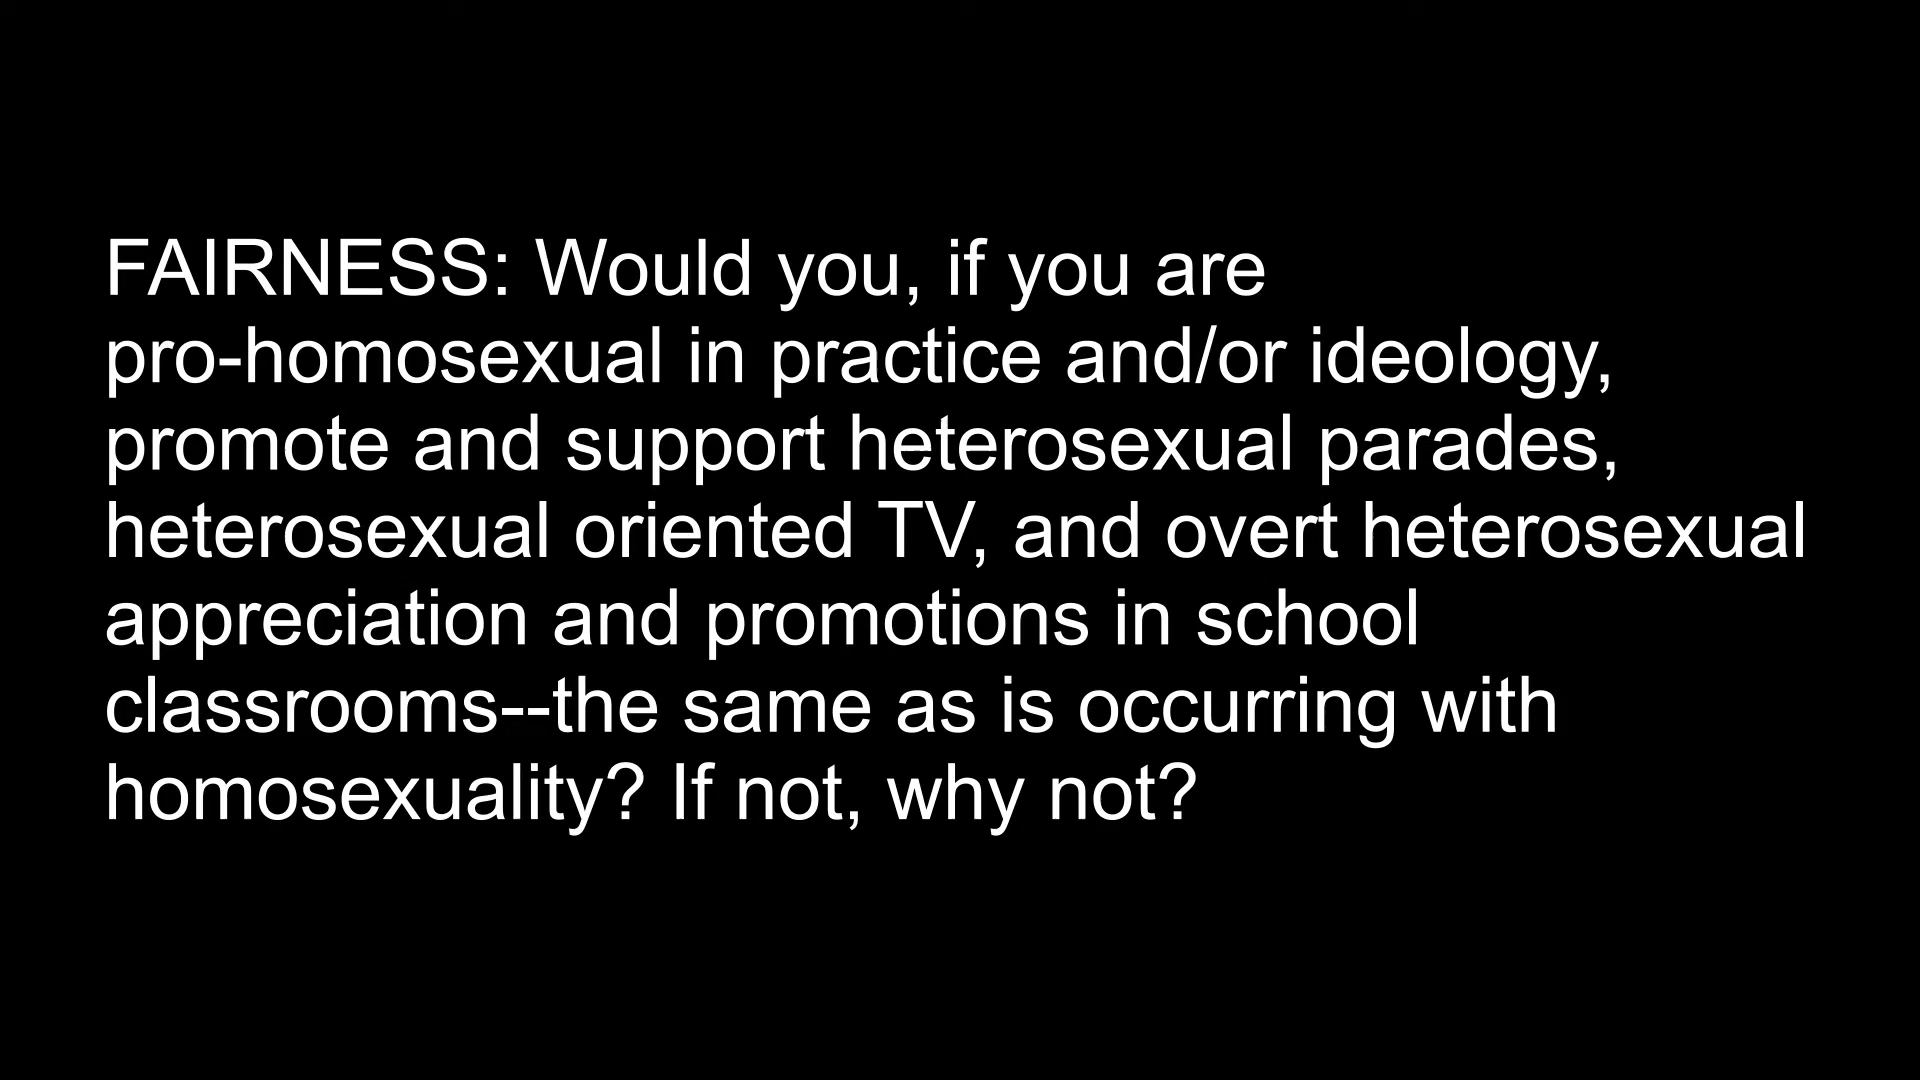 FAIRNESS: Would you, if you are
pro-homosexual in practice and/or ideology,
promote and support heterosexual parades,
heterosexual oriented TV, and overt heterosexual
appreciation and promotions in school
classrooms--the same as is occurring with
homosexuality? If not, why not?